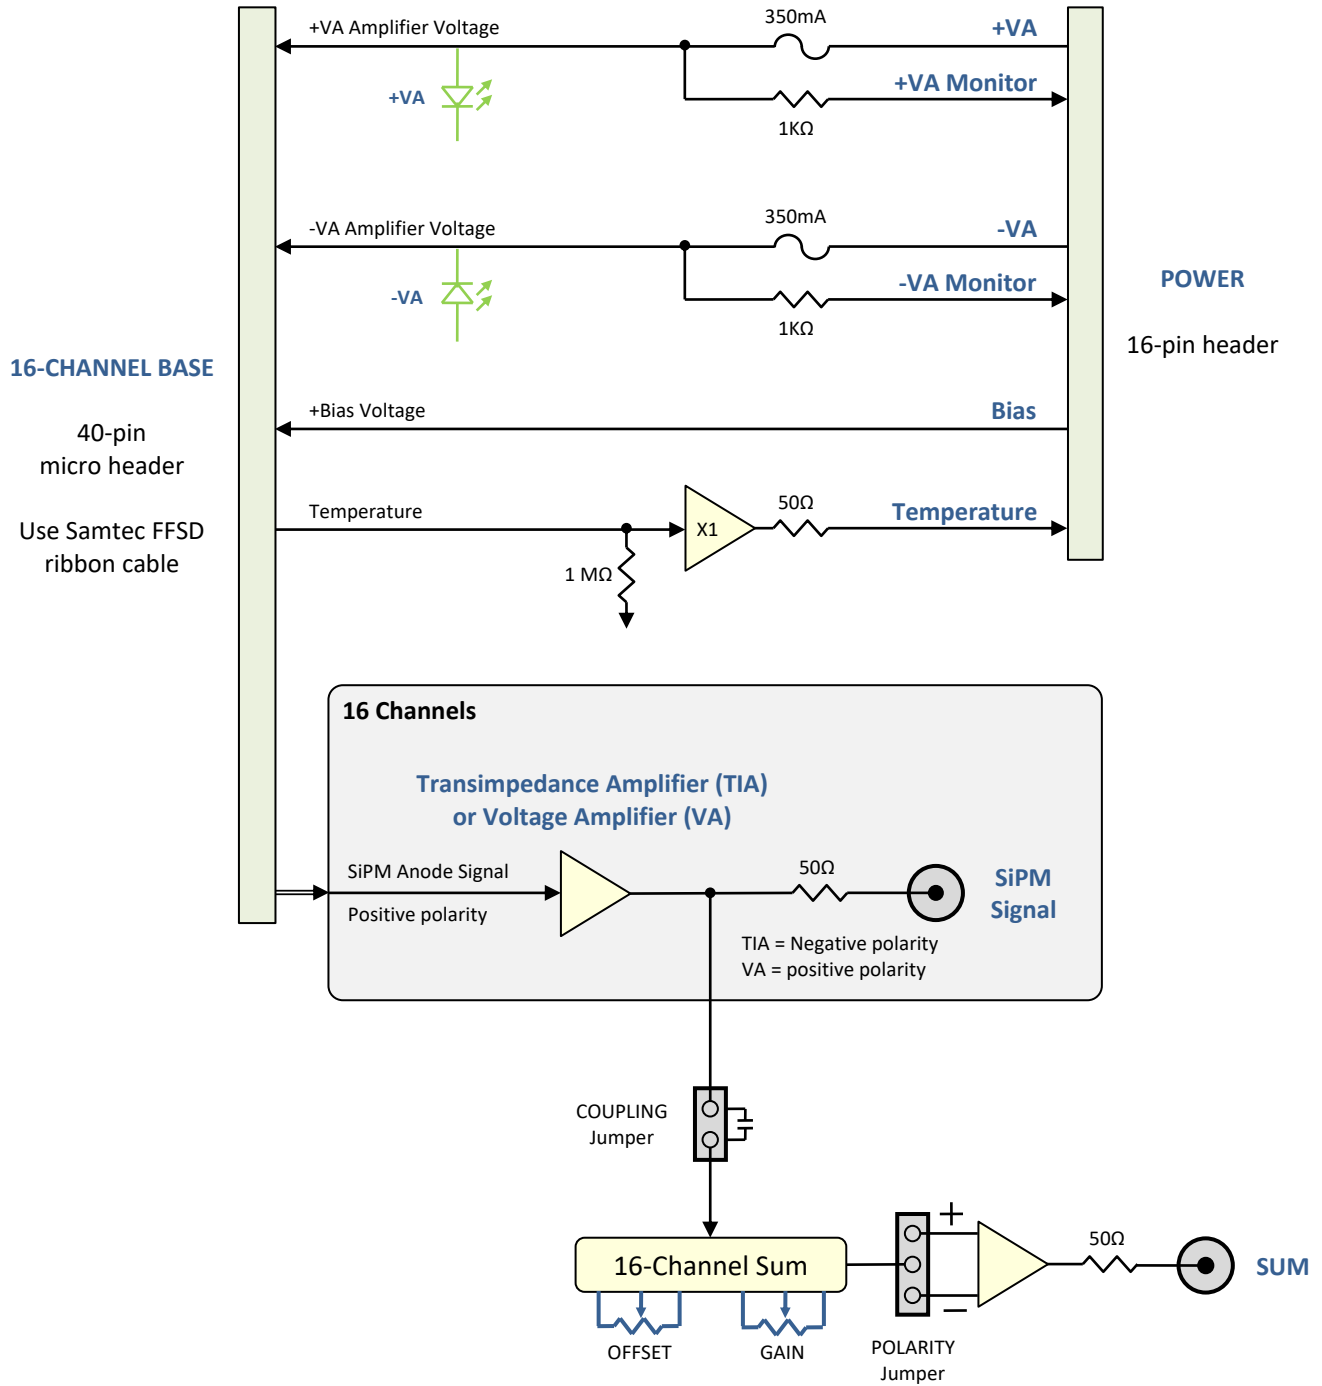 350mA
+VA Amplifier Voltage
+VA
+VA Monitor
+VA
1KΩ
350mA
-VA Amplifier Voltage
-VA
-VA Monitor
-VA
1KΩ
POWER
16-pin header
16-CHANNEL BASE
40-pin
micro header
Use Samtec FFSD
ribbon cable
+Bias Voltage
Bias
Temperature
X1
50Ω
Temperature
1 MΩ
16 Channels
Transimpedance Amplifier (TIA)
or Voltage Amplifier (VA)
SiPM Anode Signal
Positive polarity
50Ω
SiPM
Signal
TIA = Negative polarity
VA = positive polarity
COUPLING
Jumper
16-Channel Sum
OFFSET
GAIN
+
−
POLARITY
Jumper
50Ω
SUM